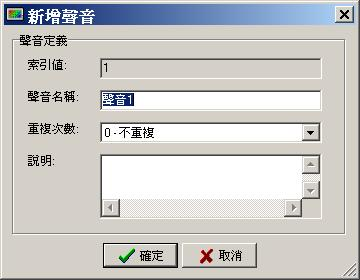 新增聲音
聲音定義
索引值: 1
聲音名稱: 聲音1
重複次數: 0 - 不重複
說明:
確定 取消